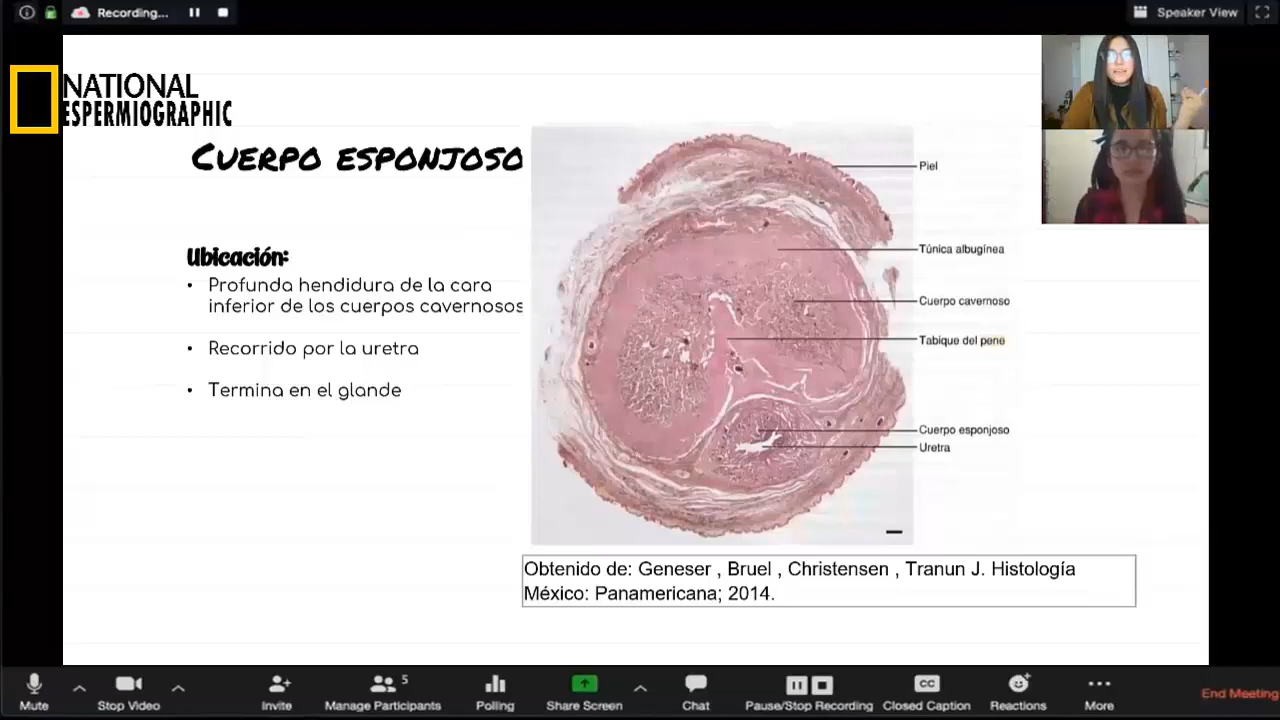 Recording...
Speaker View
NATIONAL
ESPERMIOGRAPHIC
CUERPO ESPONJOSO
Ubicación:
• Profunda hendidura de la cara
inferior de los cuerpos cavernosos
• Recorrido por la uretra
• Termina en el glande
Piel
Túnica albugínea
Cuerpo cavernoso
Tabique del pene
Cuerpo esponjoso
Uretra
Obtenido de: Geneser , Bruel , Christensen , Tranun J. Histología
México: Panamericana; 2014.
Mute
Stop Video
Invite
5
Manage Participants
Polling
Share Screen
Chat
Pause/Stop Recording
CC
Closed Caption
Reactions
More
End Meeting